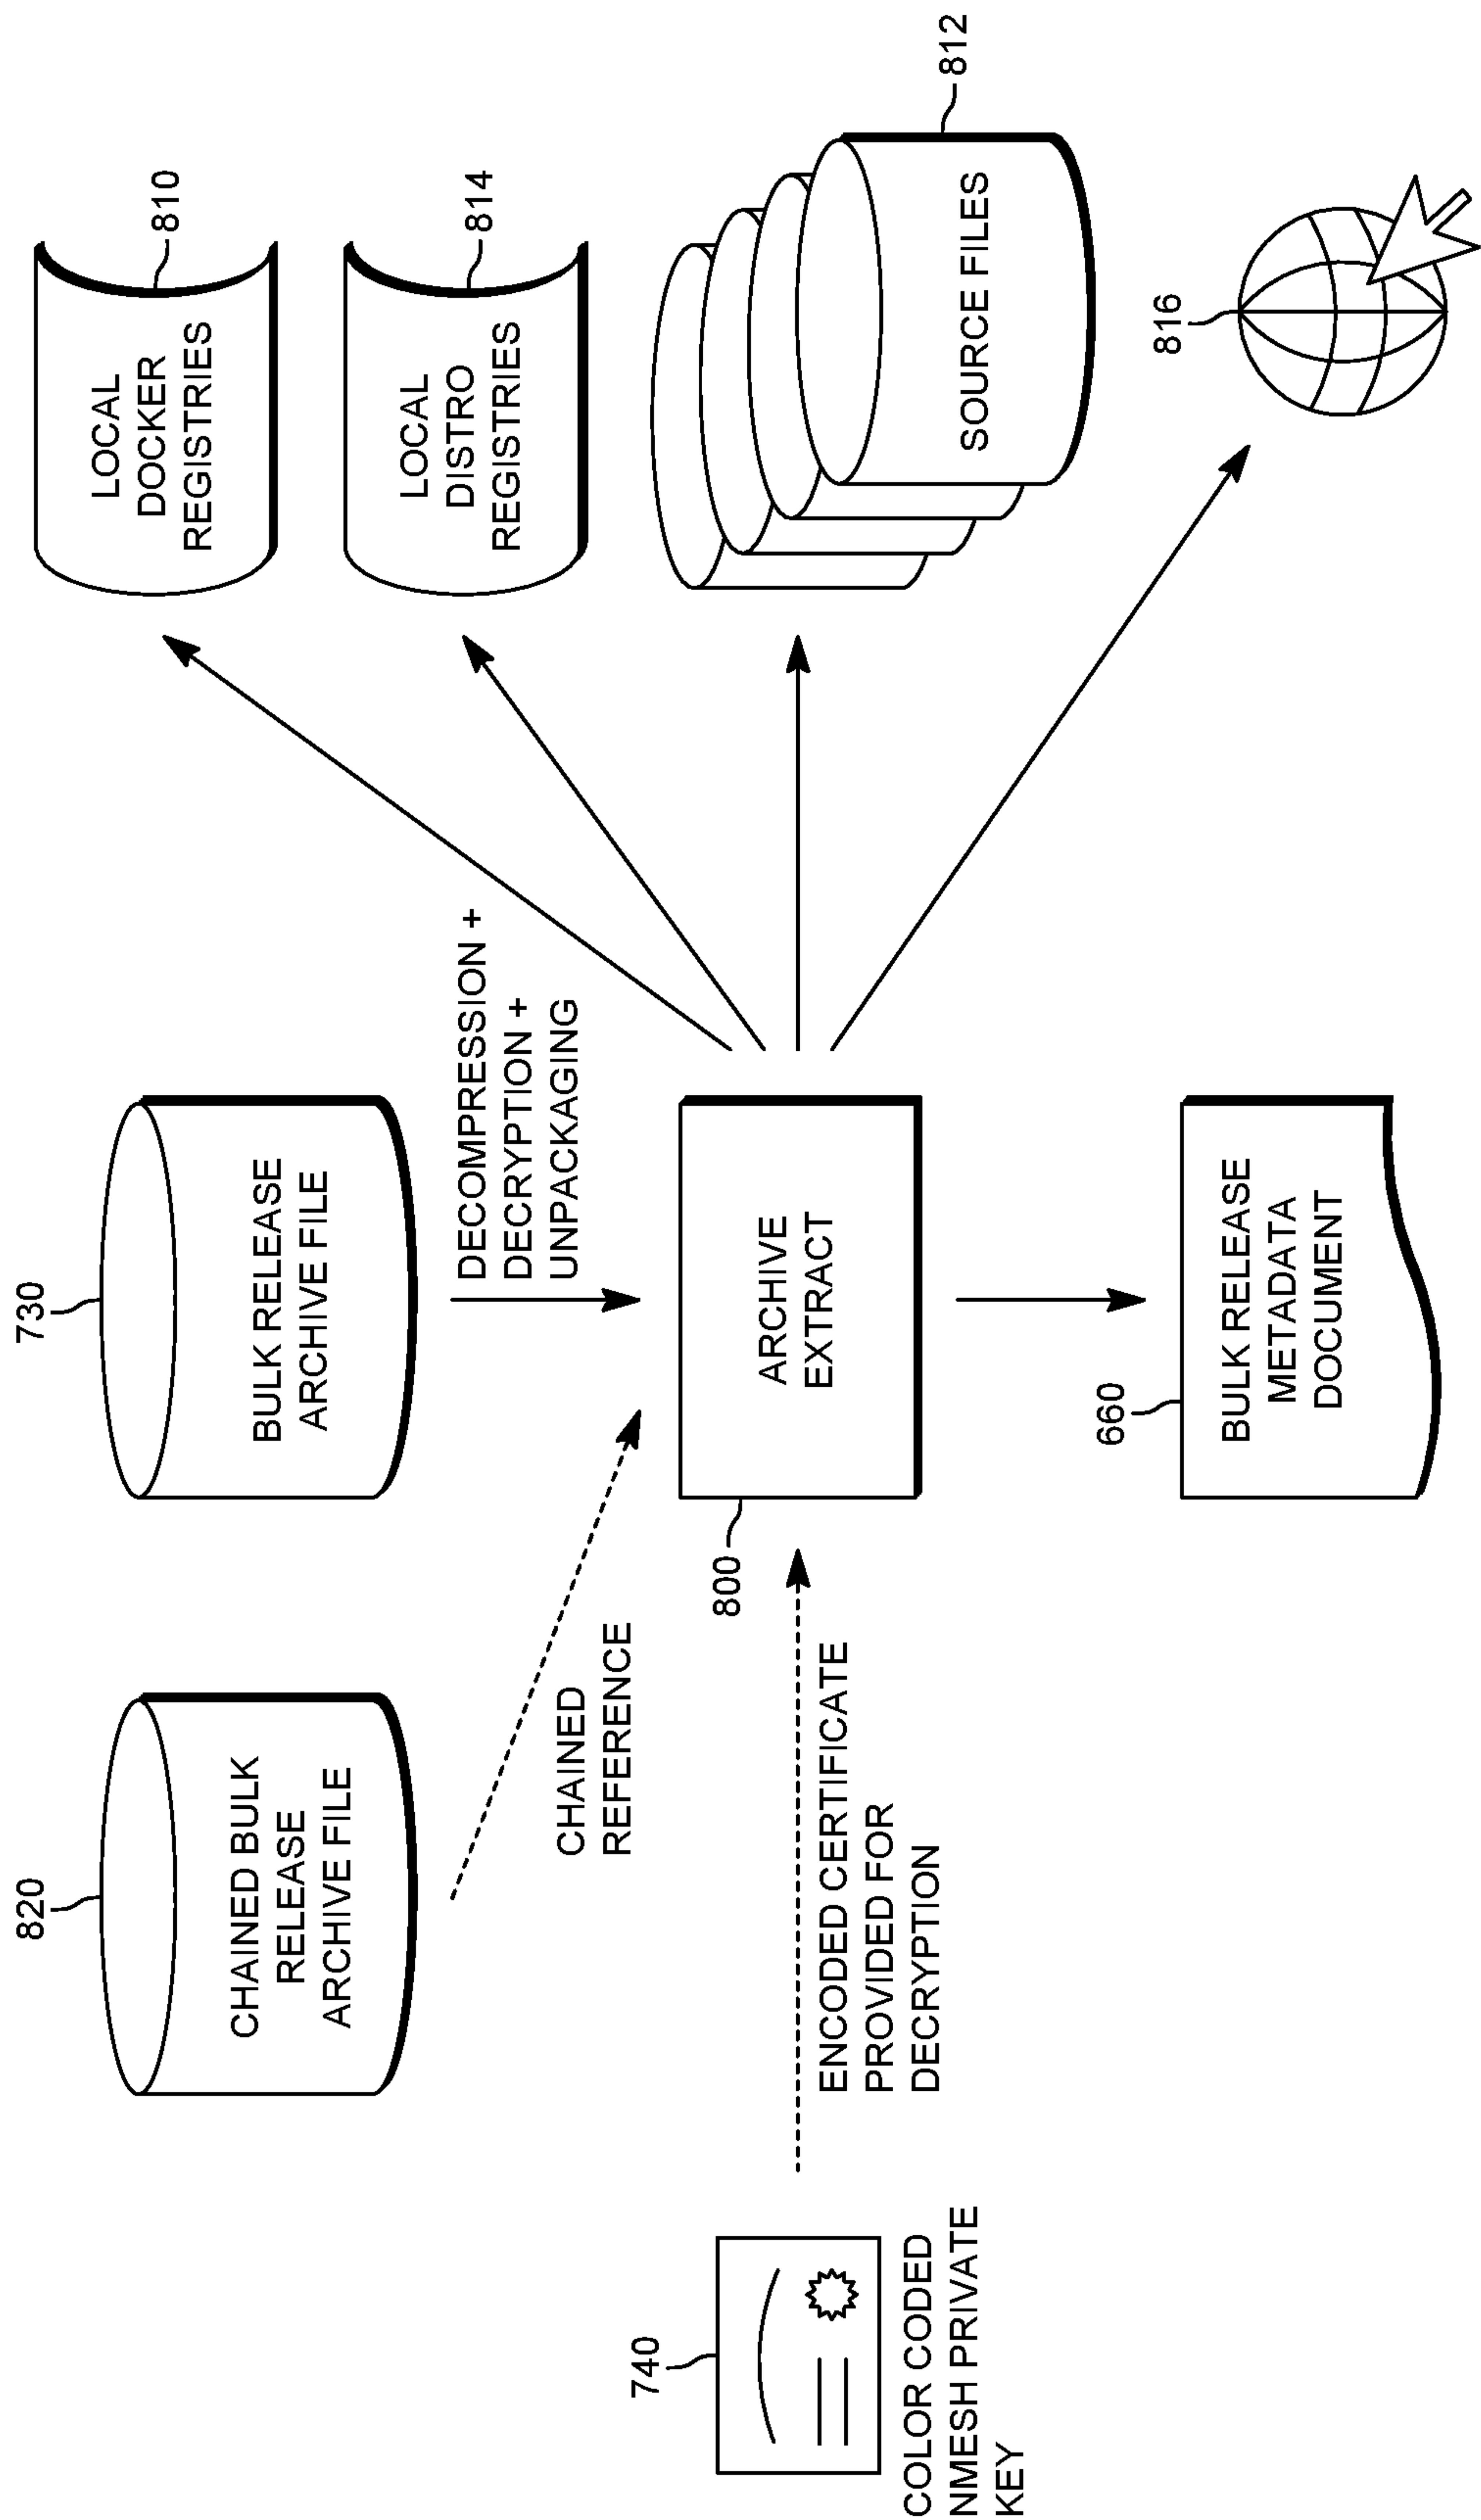 820
CHAINED BULK
RELEASE
ARCHIVE FILE
730
BULK RELEASE
ARCHIVE FILE
810
LOCAL
DOCKER
REGISTRIES
814
LOCAL
DISTRO
REGISTRIES
DECOMPRESSION +
DECRYPTION +
UNPACKAGING
CHAINED
REFERENCE
740
COLOR CODED
NMESH PRIVATE
KEY
ENCODED CERTIFICATE
PROVIDED FOR
DECRYPTION
800
ARCHIVE
EXTRACT
812
SOURCE FILES
660
BULK RELEASE
METADATA
DOCUMENT
816